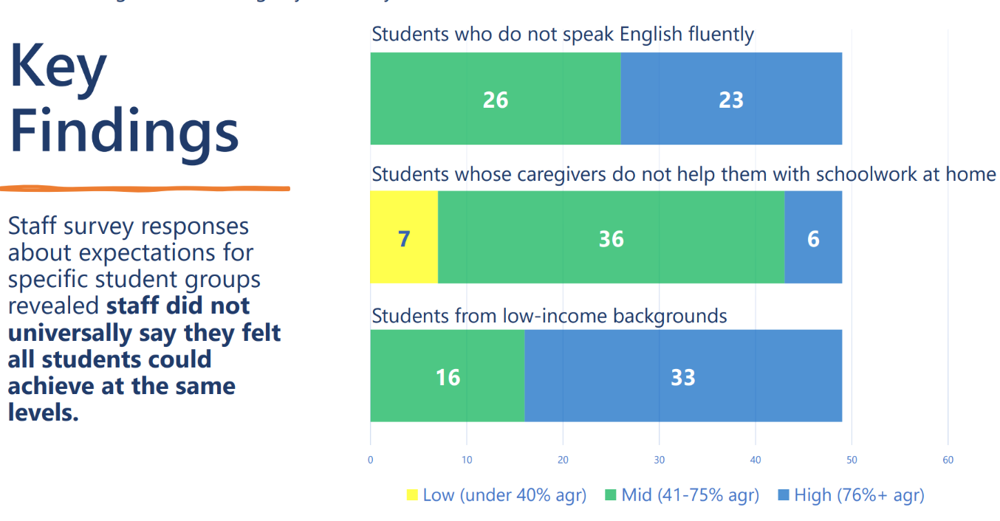 Key
Findings
Staff survey responses
about expectations for
specific student groups
revealed staff did not
universally say they felt
all students could
achieve at the same
levels.
Students who do not speak English fluently
26 23
Students whose caregivers do not help them with schoolwork at home
7 36 6
Students from low-income backgrounds
16 33
0 10 20 30 40 50 60
Low (under 40% agr) Mid (41-75% agr) High (76%+ agr)